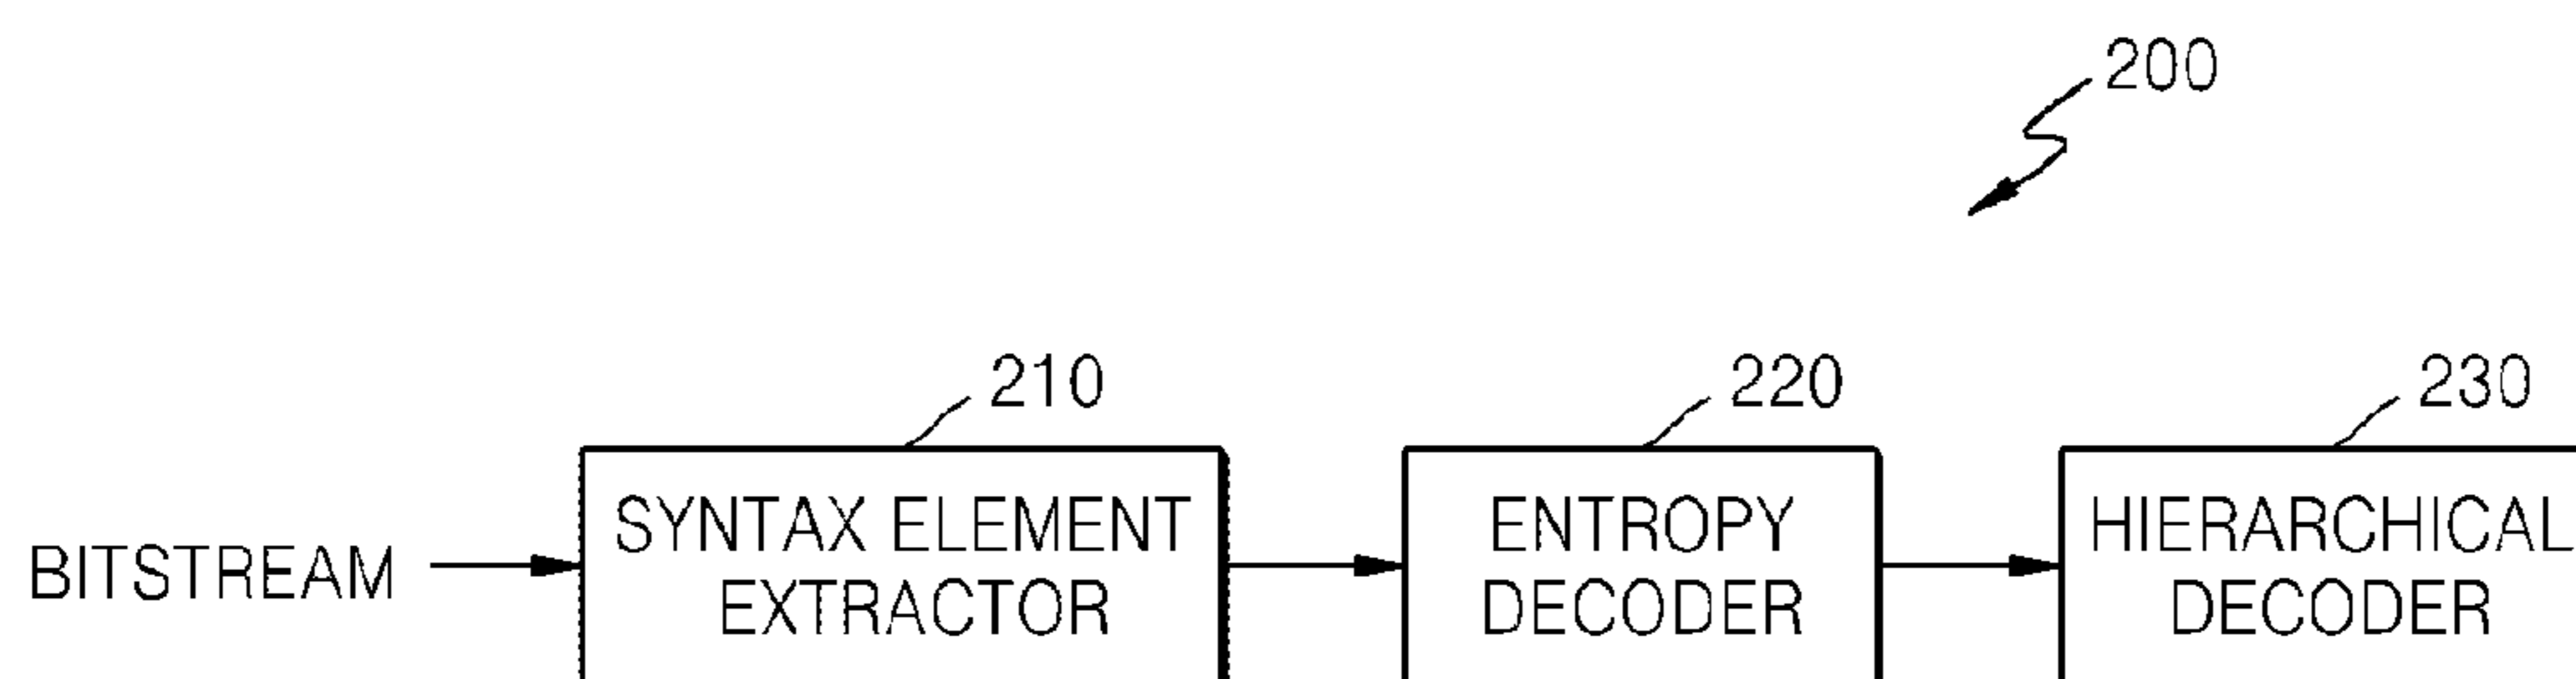 200
210
220
230
BITSTREAM
SYNTAX ELEMENT
EXTRACTOR
ENTROPY
DECODER
HIERARCHICAL
DECODER